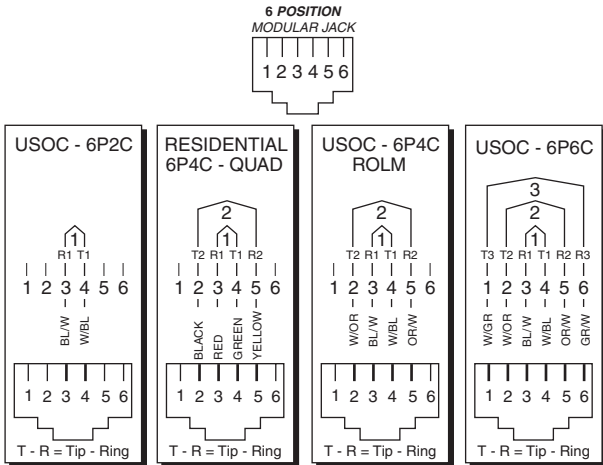 6 POSITION
MODULAR JACK
1 2 3 4 5 6
USOC - 6P2C
1
R1 T1
1 2 3 4 5 6
BL/W
W/BL
1 2 3 4 5 6
T - R = Tip - Ring
RESIDENTIAL
6P4C - QUAD
2
1
T2 R1 T1 R2
1 2 3 4 5 6
BLACK
RED
GREEN
YELLOW
1 2 3 4 5 6
T - R = Tip - Ring
USOC - 6P4C
ROLM
2
1
T2 R1 T1 R2
1 2 3 4 5 6
W/OR
BL/W
W/BL
OR/W
1 2 3 4 5 6
T - R = Tip - Ring
USOC - 6P6C
3
2
1
T3 T2 R1 T1 R2 R3
1 2 3 4 5 6
W/GR
W/OR
BL/W
W/BL
OR/W
GR/W
1 2 3 4 5 6
T - R = Tip - Ring